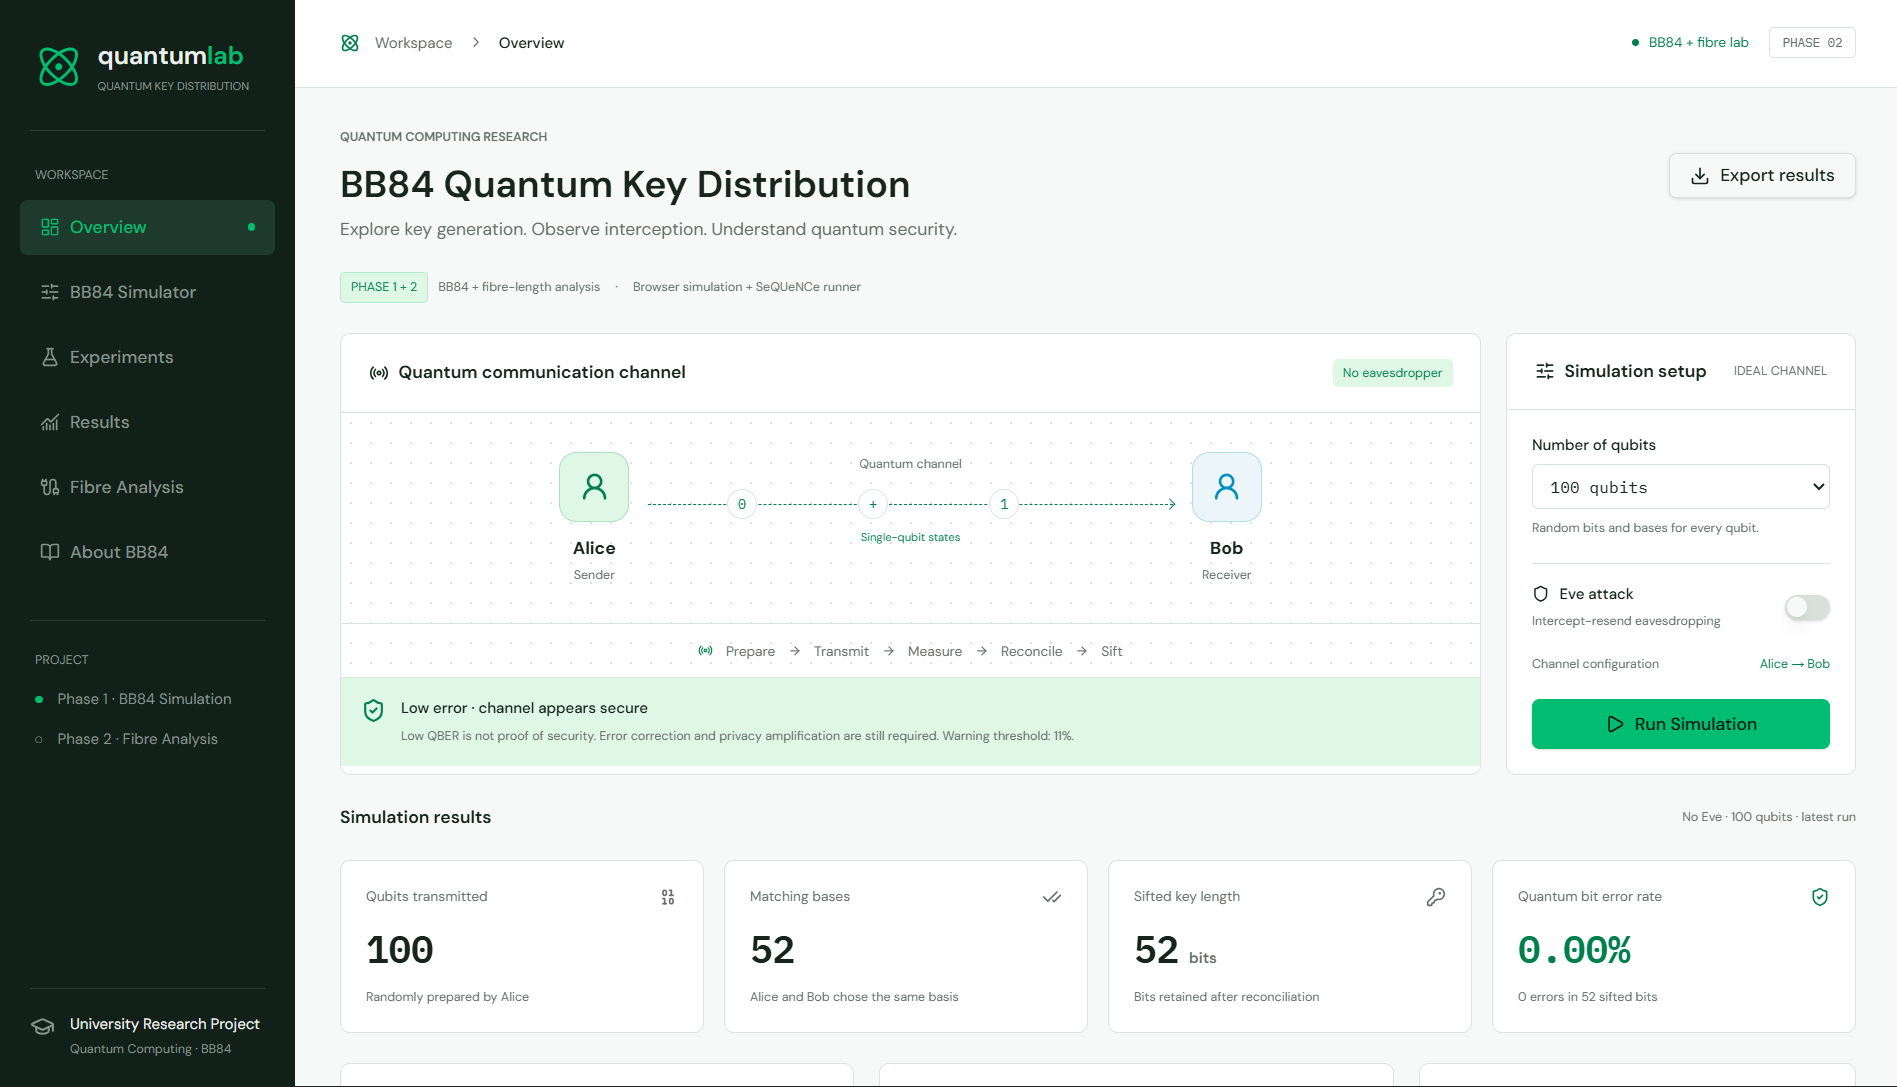 quantumlab
QUANTUM KEY DISTRIBUTION
WORKSPACE
Overview
BB84 Simulator
Experiments
Results
Fibre Analysis
About BB84
PROJECT
Phase 1 · BB84 Simulation
Phase 2 · Fibre Analysis
University Research Project
Quantum Computing · BB84
Workspace > Overview
BB84 + fibre lab
PHASE 02
QUANTUM COMPUTING RESEARCH
BB84 Quantum Key Distribution
Explore key generation. Observe interception. Understand quantum security.
Export results
PHASE 1 + 2 BB84 + fibre-length analysis · Browser simulation + SeQUeNCe runner
Quantum communication channel
No eavesdropper
Quantum channel
0 + 1
Single-qubit states
Alice
Sender
Bob
Receiver
Prepare → Transmit → Measure → Reconcile → Sift
Low error · channel appears secure
Low QBER is not proof of security. Error correction and privacy amplification are still required. Warning threshold: 11%.
Simulation setup
IDEAL CHANNEL
Number of qubits
100 qubits
Random bits and bases for every qubit.
Eve attack
Intercept-resend eavesdropping
Channel configuration
Alice → Bob
Run Simulation
Simulation results
No Eve · 100 qubits · latest run
Qubits transmitted
01
10
100
Randomly prepared by Alice
Matching bases
52
Alice and Bob chose the same basis
Sifted key length
52 bits
Bits retained after reconciliation
Quantum bit error rate
0.00%
0 errors in 52 sifted bits